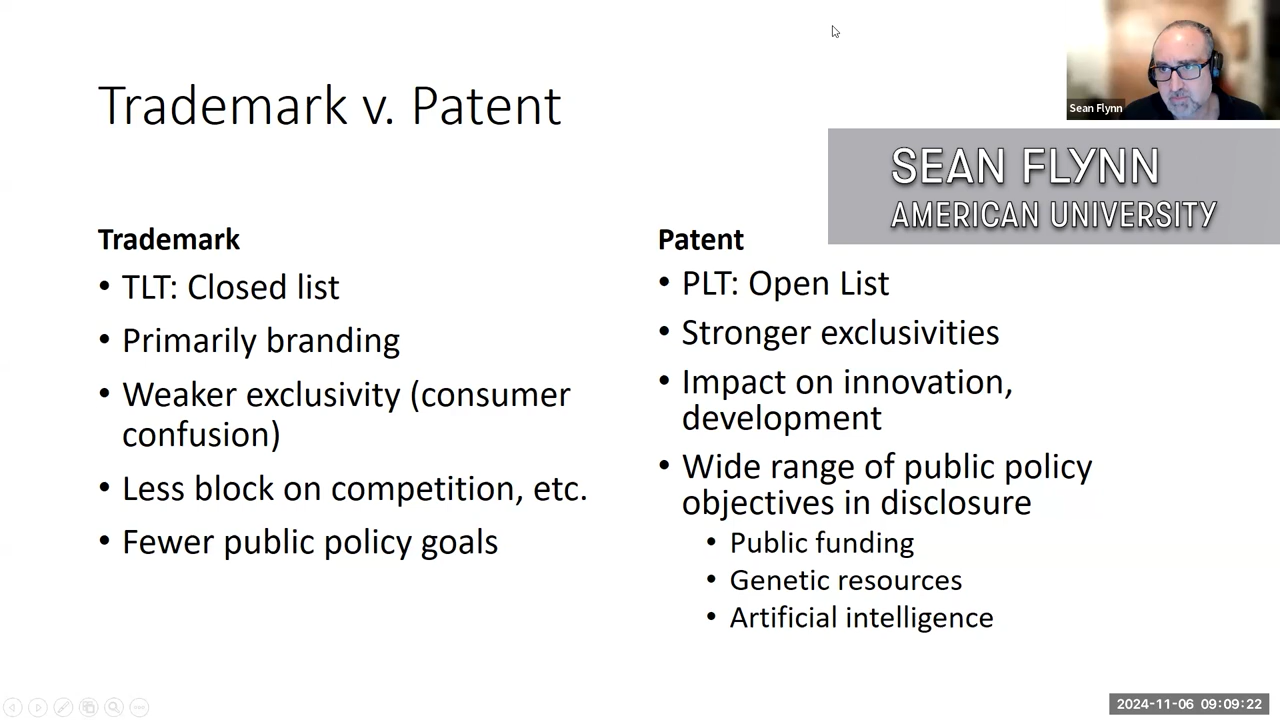 Trademark v. Patent
Sean Flynn
SEAN FLYNN
AMERICAN UNIVERSITY
Trademark
• TLT: Closed list
• Primarily branding
• Weaker exclusivity (consumer
confusion)
• Less block on competition, etc.
• Fewer public policy goals
Patent
• PLT: Open List
• Stronger exclusivities
• Impact on innovation,
development
• Wide range of public policy
objectives in disclosure
• Public funding
• Genetic resources
• Artificial intelligence
2024-11-06 09:09:22